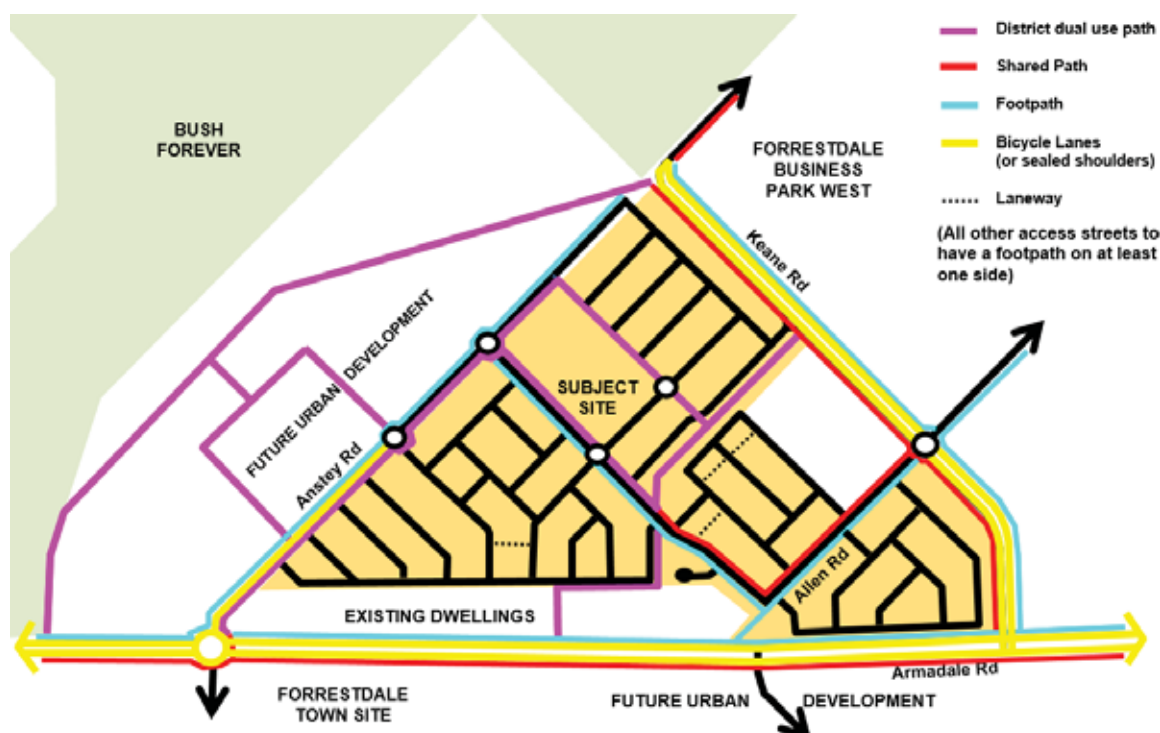 District dual use path
Shared Path
Footpath
Bicycle Lanes
(or sealed shoulders)
Laneway
(All other access streets to
have a footpath on at least
one side)
BUSH
FOREVER
FORRESTDALE
BUSINESS
PARK WEST
Keane Rd
FUTURE URBAN DEVELOPMENT
SUBJECT
SITE
Anstey Rd
Allen Rd
EXISTING DWELLINGS
Armadale Rd
FORRESTDALE
TOWN SITE
FUTURE URBAN DEVELOPMENT